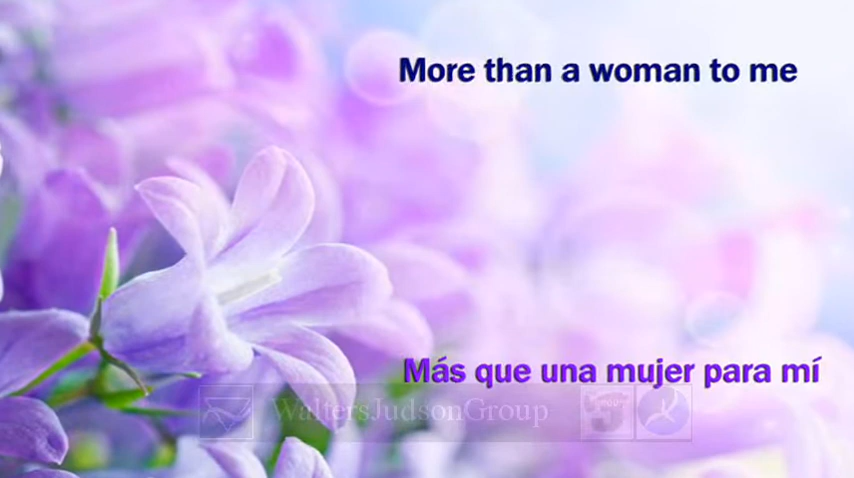 More than a woman to me
Más que una mujer para mí
WaltersJudsonGroup